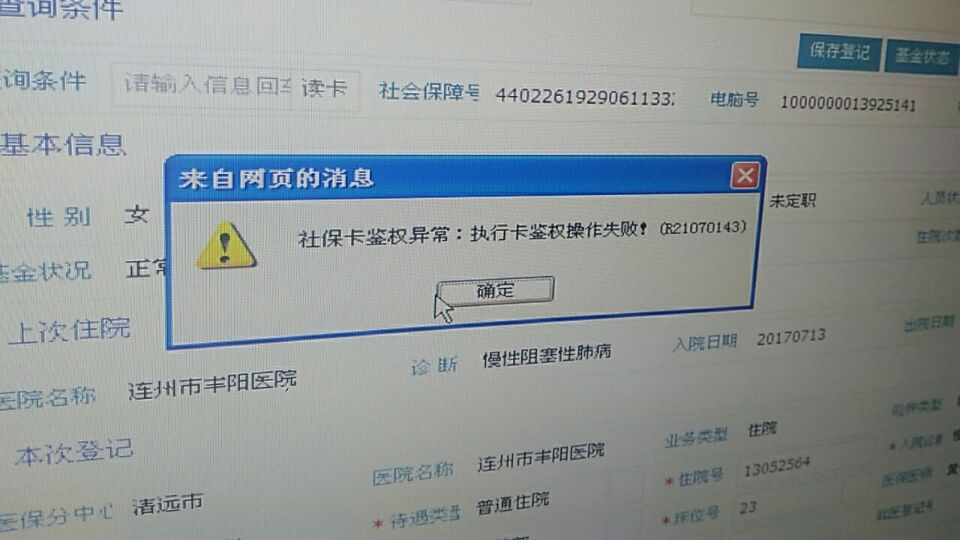 查询条件
保存登记 基金状态
询条件 请输入信息回车 读卡 社会保障号 44022619290611332 电脑号 1000000013925141
基本信息
来自网页的消息
性别 女 未定职 人员状
社保卡鉴权异常：执行卡鉴权操作失败！(R21070143)
基金状况 正常 住院次数
确定
上次住院
医院名称 连州市丰阳医院 诊断 慢性阻塞性肺病 入院日期 20170713 出院日期
本次登记
医院名称 连州市丰阳医院 业务类型 住院 险种类型
医保分中心 清远市 *待遇类型 普通住院 *住院号 13052564 *入院诊断
*床位号 23 医保医师 黄
就医登记号